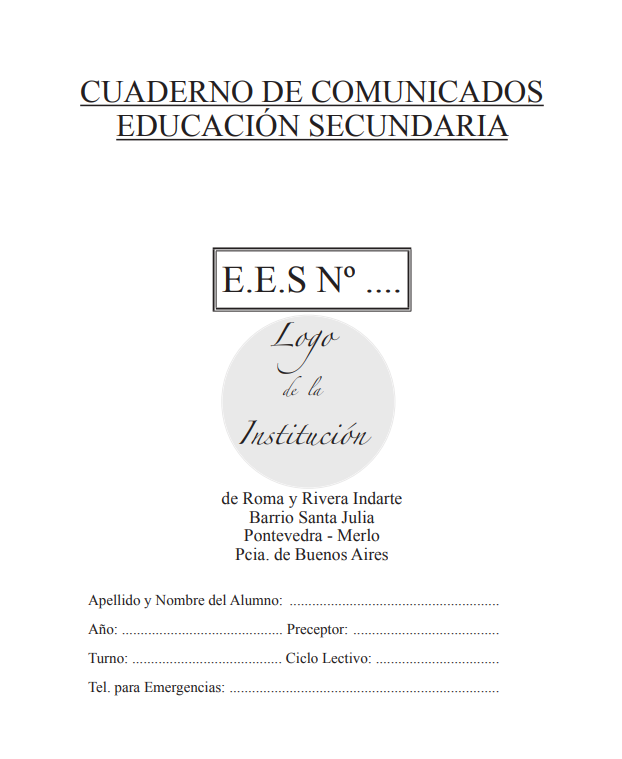 CUADERNO DE COMUNICADOS
EDUCACIÓN SECUNDARIA
E.E.S Nº ....
Logo
de la
Institución
de Roma y Rivera Indarte
Barrio Santa Julia
Pontevedra - Merlo
Pcia. de Buenos Aires
Apellido y Nombre del Alumno: ........................................................
Año: ........................................... Preceptor: .......................................
Turno: ........................................ Ciclo Lectivo: .................................
Tel. para Emergencias: ........................................................................